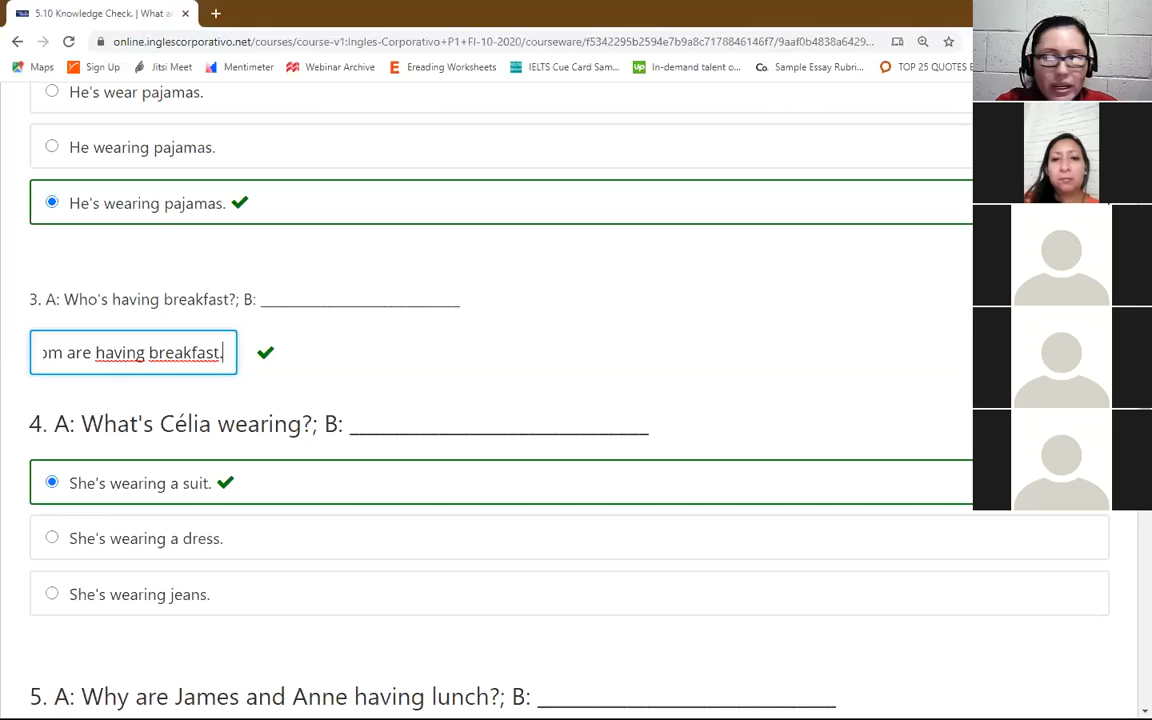 5.10 Knowledge Check. | What a
online.inglescorporativo.net/courses/course-v1:Ingles-Corporativo+P1+FI-10-2020/courseware/f5342295b2594e7b9a8c7178846146f7/9aaf0b4838a6429...
Maps Sign Up Jitsi Meet Mentimeter Webinar Archive Ereading Worksheets IELTS Cue Card Sam... In-demand talent o... Sample Essay Rubri... TOP 25 QUOTES
He's wear pajamas.
He wearing pajamas.
He's wearing pajamas.
3. A: Who's having breakfast?; B: ________________________
om are having breakfast.
4. A: What's Célia wearing?; B: ________________________
She's wearing a suit.
She's wearing a dress.
She's wearing jeans.
5. A: Why are James and Anne having lunch?; B: ________________________